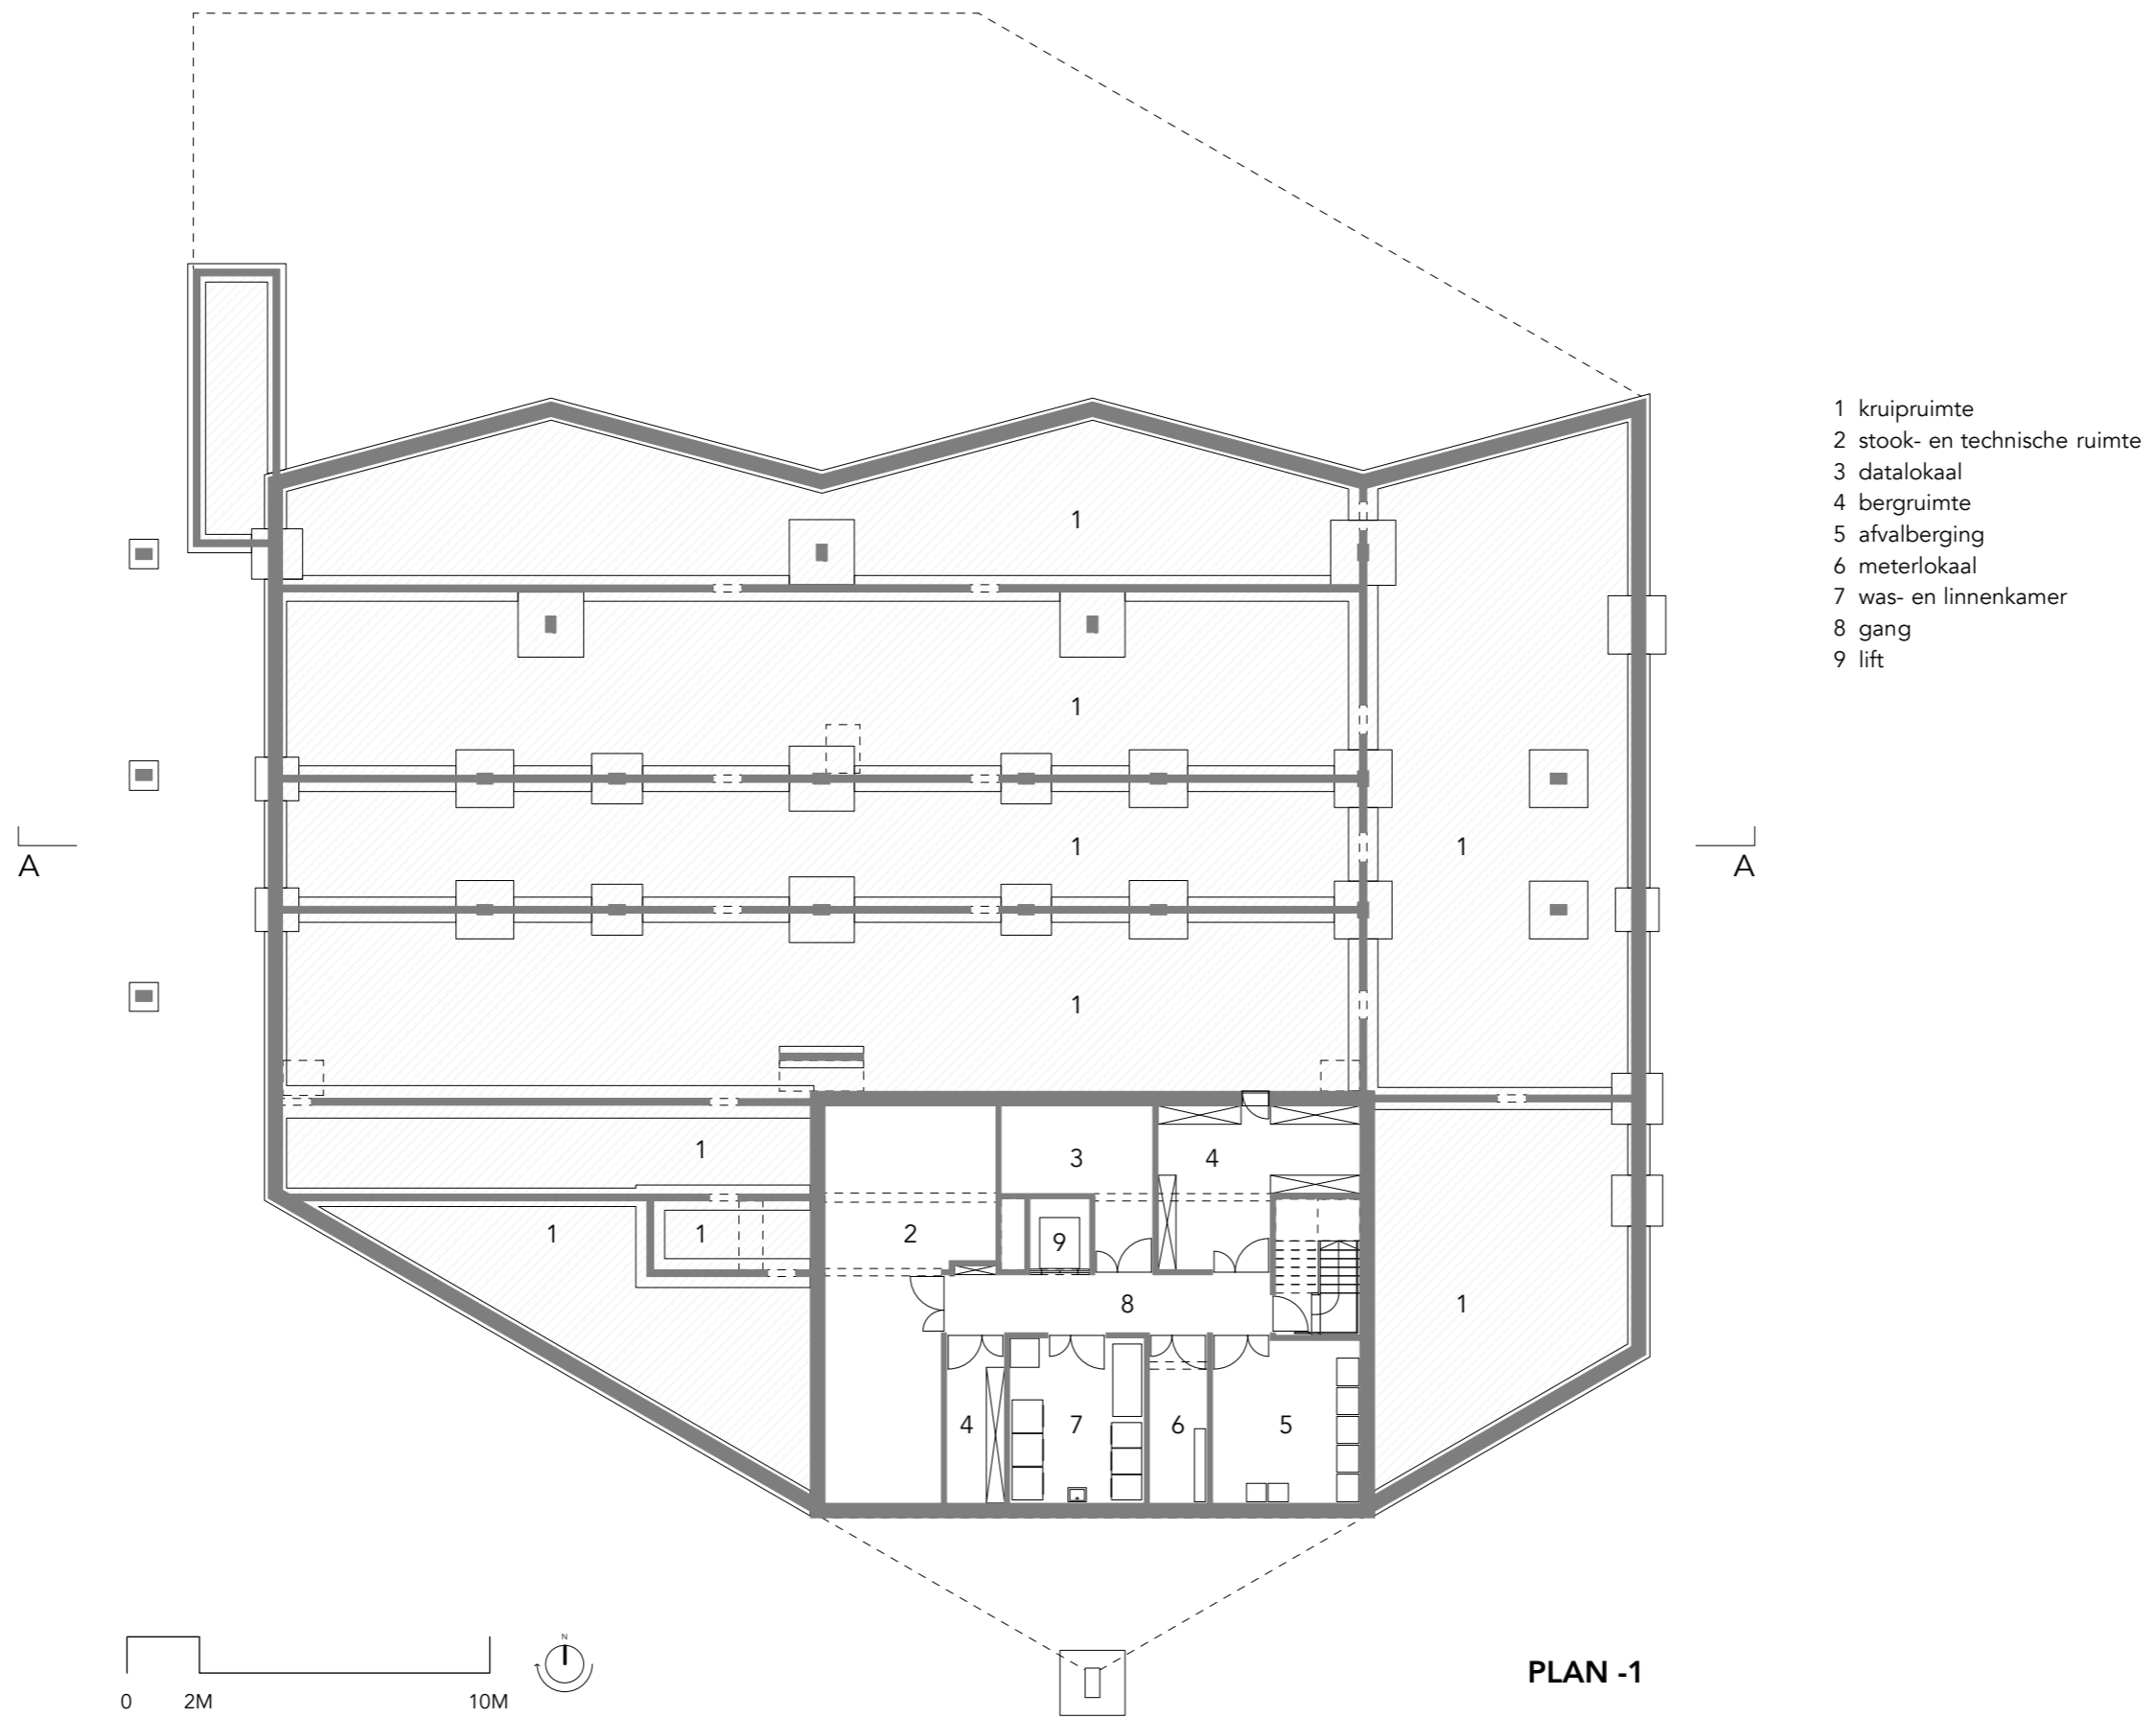 1 kruipruimte
2 stook- en technische ruimte
3 datalokaal
4 bergruimte
5 afvalberging
6 meterlokaal
7 was- en linnenkamer
8 gang
9 lift
1
1
A
1
1
A
1
1
3
4
1
1
2
9
8
1
4
7
6
5
N
0 2M 10M
PLAN -1